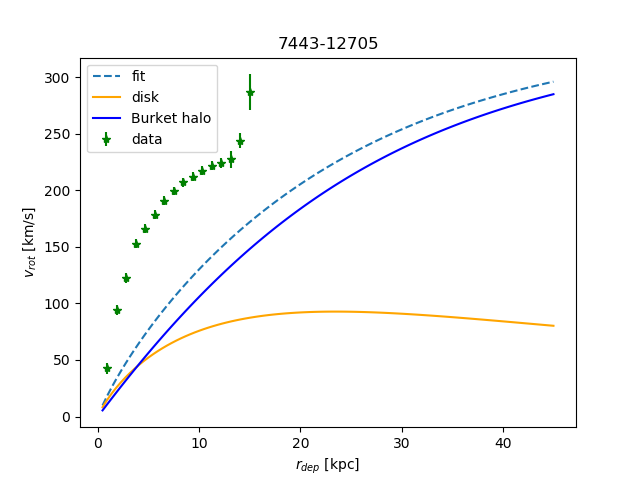 7443-12705
fit
disk
Burket halo
data
v_rot [km/s]
300
250
200
150
100
50
0
0 10 20 30 40
r_dep [kpc]